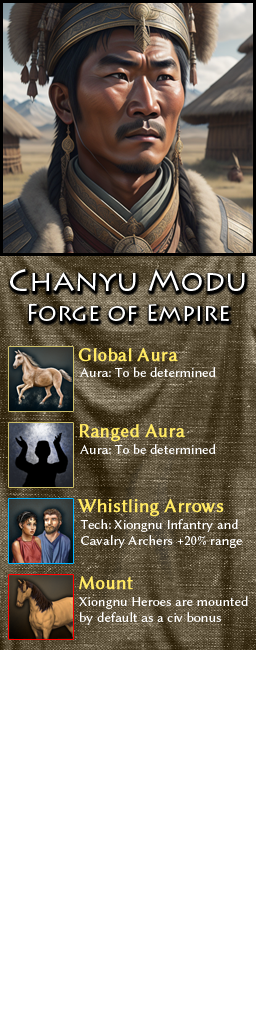 Chanyu Modu
Forge of Empire
Global Aura
Aura: To be determined
Ranged Aura
Aura: To be determined
Whistling Arrows
Tech: Xiongnu Infantry and
Cavalry Archers +20% range
Mount
Xiongnu Heroes are mounted
by default as a civ bonus